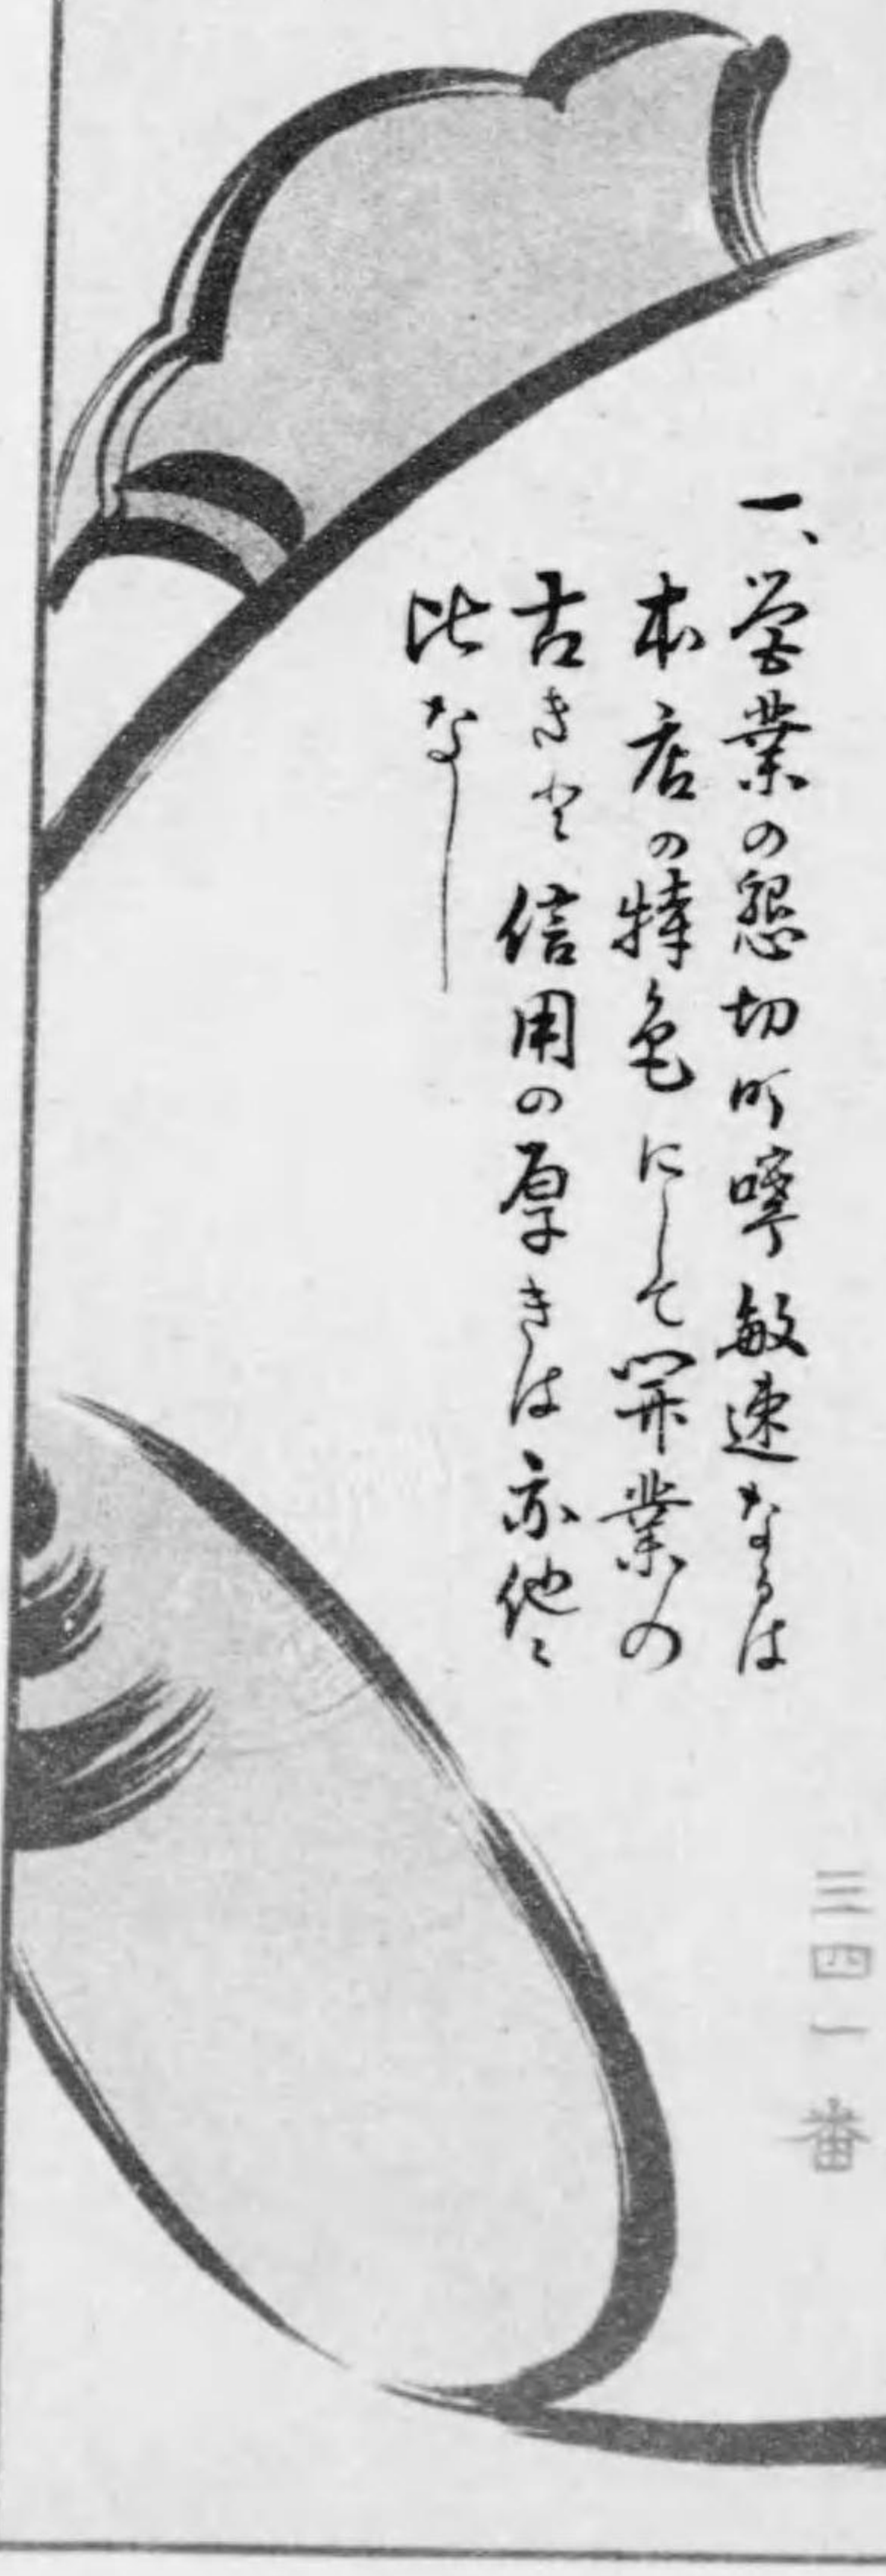 三四一番
一、営業の懇切町嚀敏速なるは
本店の特色にして開業の
古きと信用の厚きは亦他に
比なし